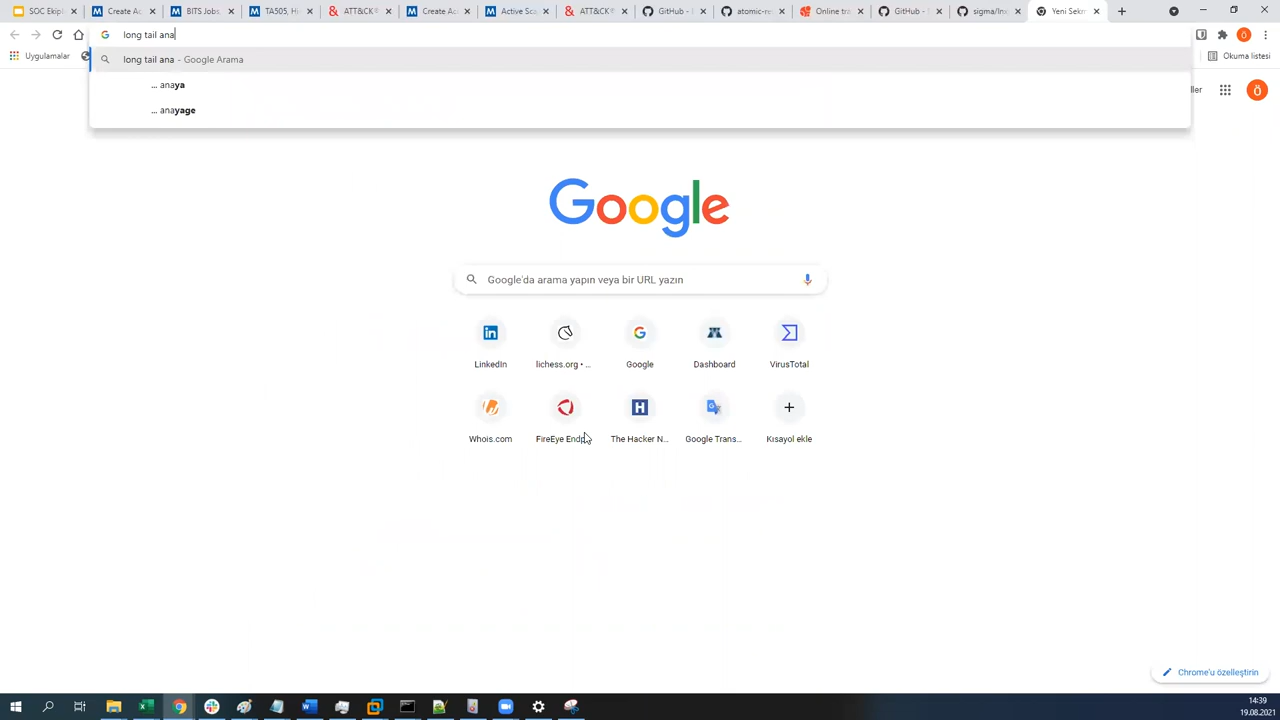 SOC Ekipl
Create Ac
BITS Jobs,
TA505, H
ATT&CK®
Create Ac
Active Sca
ATT&CK®
GitHub - l
atomic-re
Online tra
GitHub -
sigma/lny
Yeni Sekm
long tail ana
Uygulamalar
Okuma listesi
long tail ana - Google Arama
... anaya
... anayage
ller
Ö
Google
Google'da arama yapın veya bir URL yazın
LinkedIn
lichess.org • ...
Google
Dashboard
VirusTotal
Whois.com
FireEye Endp
The Hacker N...
Google Trans...
Kısayol ekle
Chrome'u özelleştirin
14:39
19.08.2021